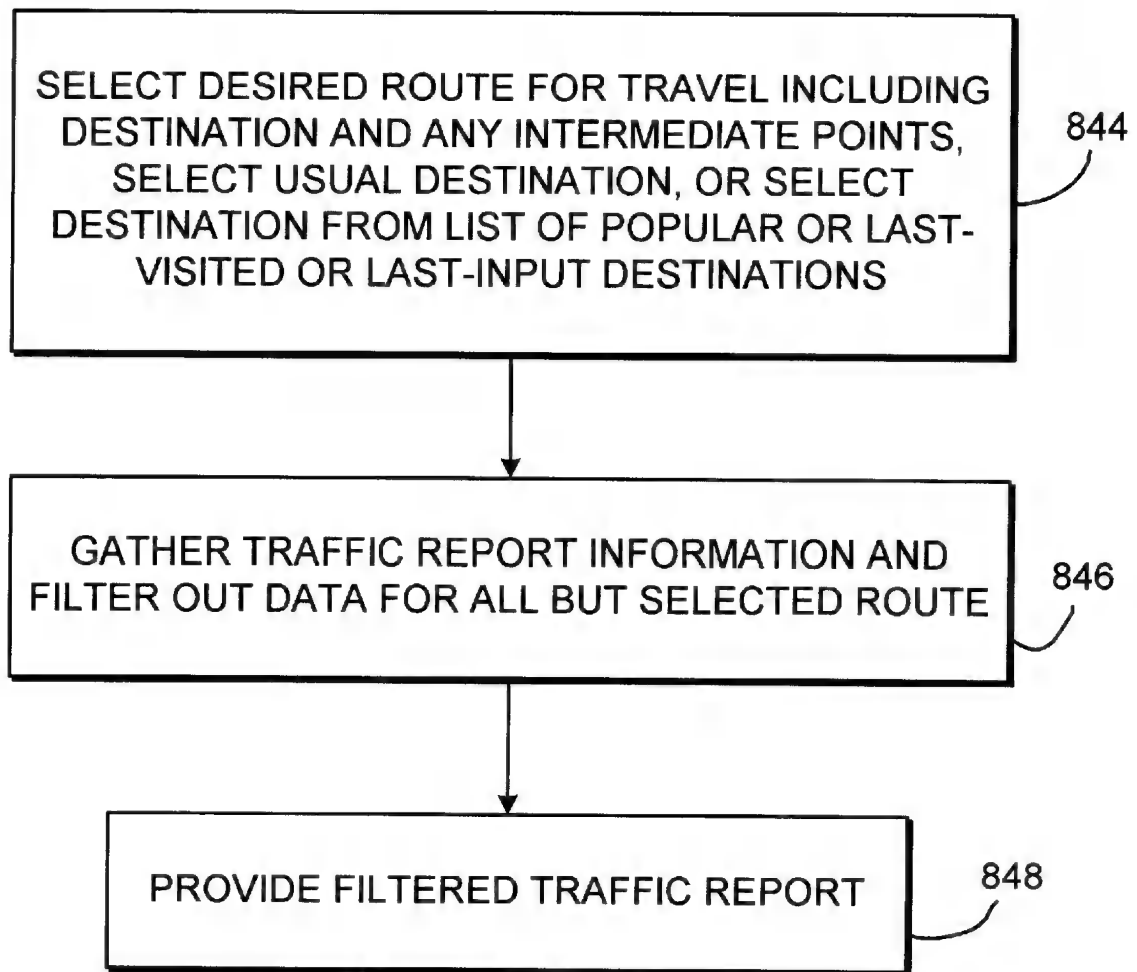 SELECT DESIRED ROUTE FOR TRAVEL INCLUDING
DESTINATION AND ANY INTERMEDIATE POINTS,
SELECT USUAL DESTINATION, OR SELECT
DESTINATION FROM LIST OF POPULAR OR LAST-
VISITED OR LAST-INPUT DESTINATIONS
844
GATHER TRAFFIC REPORT INFORMATION AND
FILTER OUT DATA FOR ALL BUT SELECTED ROUTE
846
PROVIDE FILTERED TRAFFIC REPORT
848